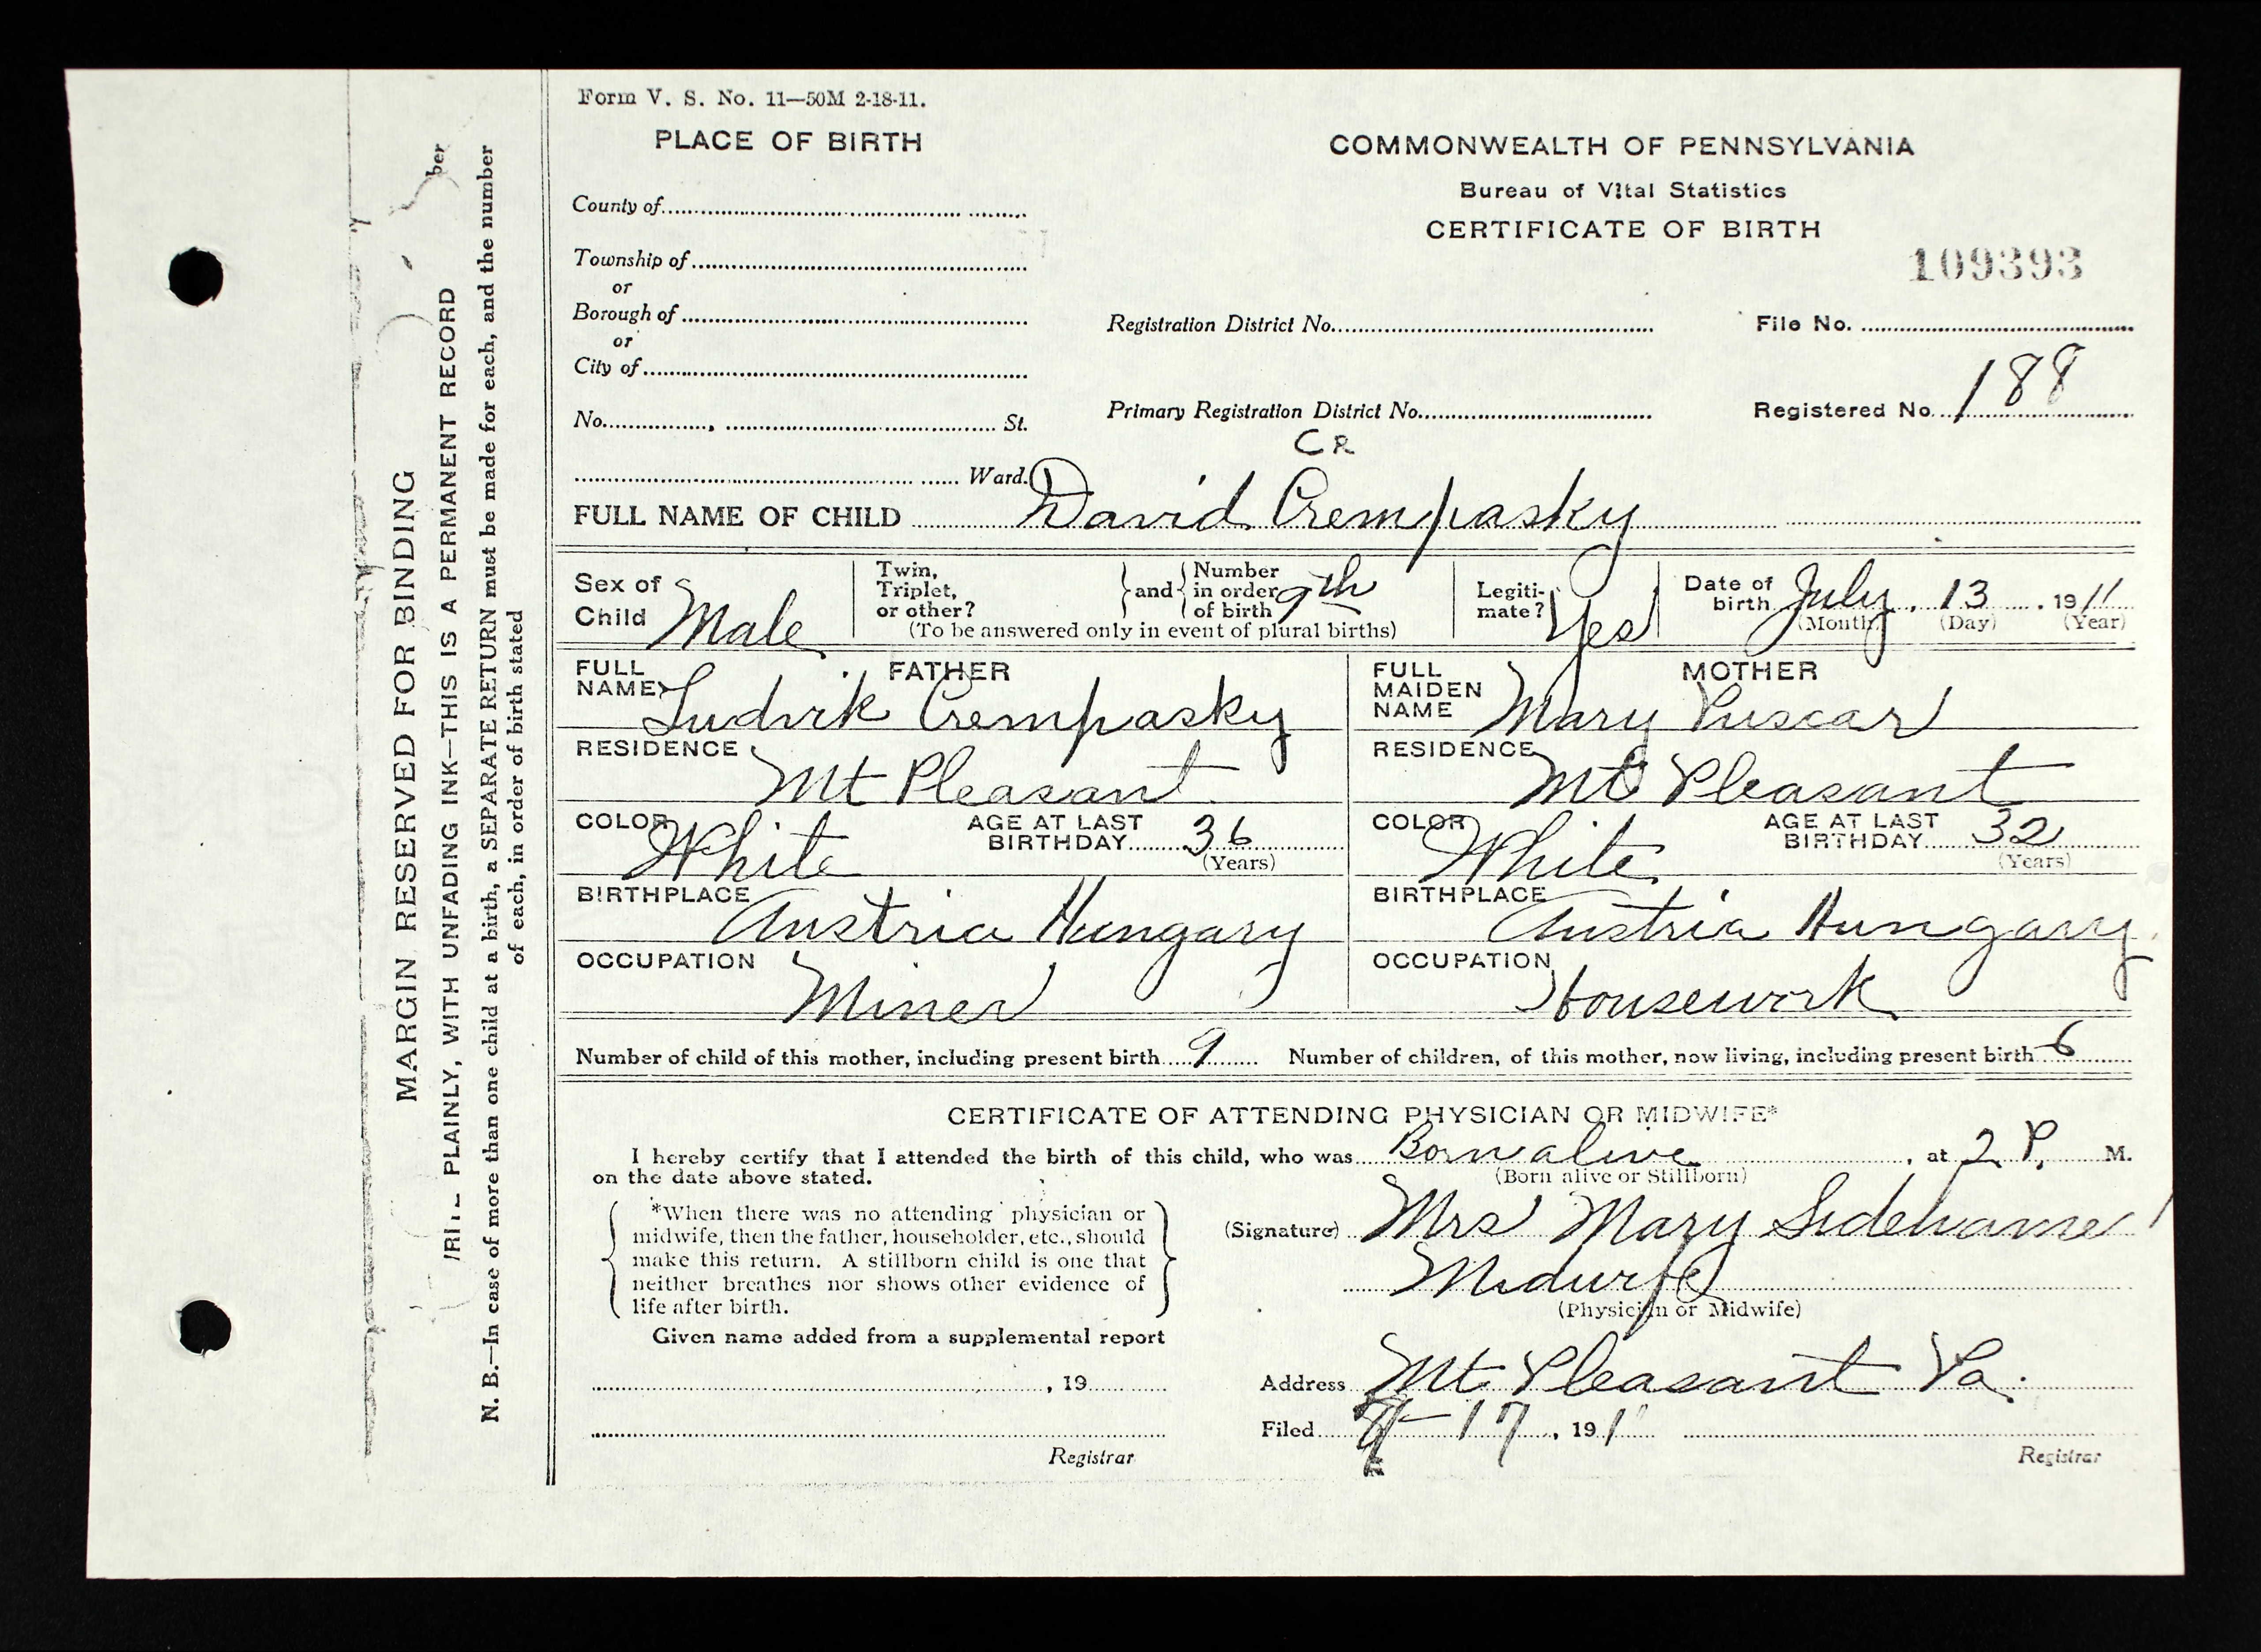 Form V. S. No. 11—50M 2-18-11.
PLACE OF BIRTH
County of
Township of
or
Borough of
or
City of
No. , St.
Ward.
COMMONWEALTH OF PENNSYLVANIA
Bureau of Vital Statistics
CERTIFICATE OF BIRTH
109393
Registration District No.
File No.
Primary Registration District No.
Registered No. 188
CR
FULL NAME OF CHILD David Crempasky
Sex of Child Male
Twin, Triplet, or other? } and { Number in order of birth 9th
(To be answered only in event of plural births)
Legiti- mate? Yes
Date of birth July 13, 1911
(Month) (Day) (Year)
FATHER
FULL NAME Ludvik Crempasky
RESIDENCE Mt Pleasant
COLOR White AGE AT LAST BIRTHDAY 36
(Years)
BIRTHPLACE Austria Hungary
OCCUPATION Miner
MOTHER
FULL MAIDEN NAME Mary Puscar
RESIDENCE Mt Pleasant
COLOR White AGE AT LAST BIRTHDAY 32
(Years)
BIRTHPLACE Austria Hungary
OCCUPATION Housework
Number of child of this mother, including present birth 9 Number of children, of this mother, now living, including present birth 6
CERTIFICATE OF ATTENDING PHYSICIAN OR MIDWIFE*
I hereby certify that I attended the birth of this child, who was Born alive, at 2 P. M.
on the date above stated. (Born alive or Stillborn)
*When there was no attending physician or
midwife, then the father, householder, etc., should
make this return. A stillborn child is one that
neither breathes nor shows other evidence of
life after birth.
(Signature) Mrs Mary
Midwife
(Physician or Midwife)
Given name added from a supplemental report
, 19
Registrar
Address Mt. Pleasant Pa.
Filed 17, 191
Registrar
MARGIN RESERVED FOR BINDING
PLAINLY, WITH UNFADING INK—THIS IS A PERMANENT RECORD
N. B.—In case of more than one child at a birth, a SEPARATE RETURN must be made for each, and the number
of each, in order of birth stated
ber